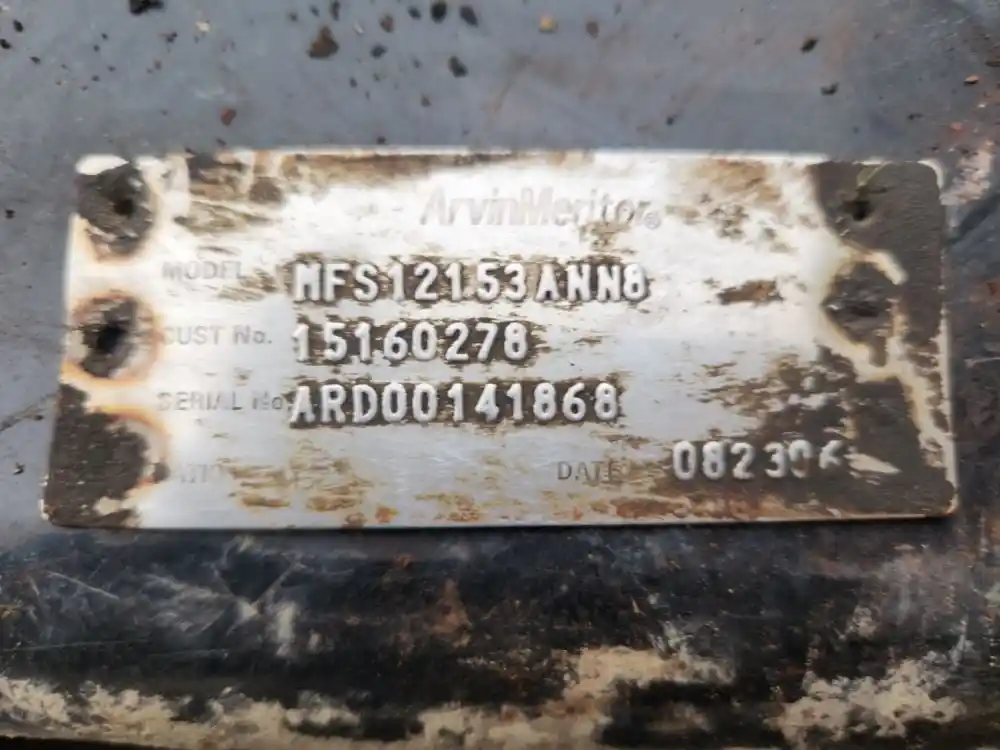 ArvinMeritor®
MODEL MFS12153ANN8
CUST No. 15160278
SERIAL No ARD00141868
DATE 082306